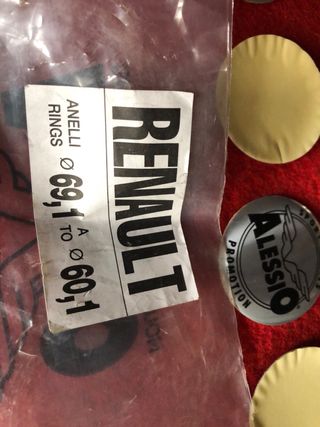 RENAULT
ANELLI Ø 69,1 A Ø 60,1
RINGS TO
ALESSIO
PROMOTION